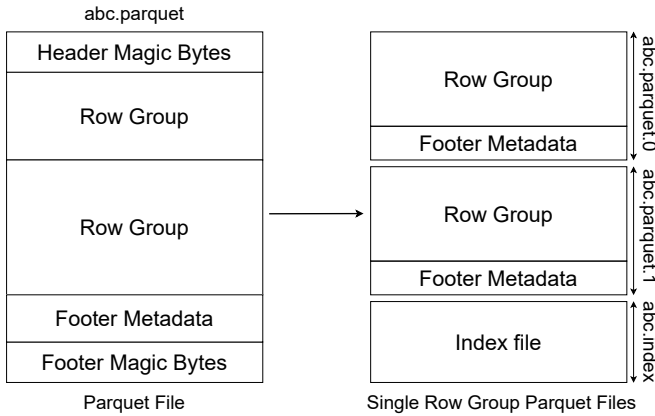 abc.parquet
Header Magic Bytes
Row Group
Row Group
Footer Metadata
Footer Magic Bytes
Parquet File
Row Group
Footer Metadata
abc.parquet.0
Row Group
Footer Metadata
abc.parquet.1
Index file
abc.index
Single Row Group Parquet Files